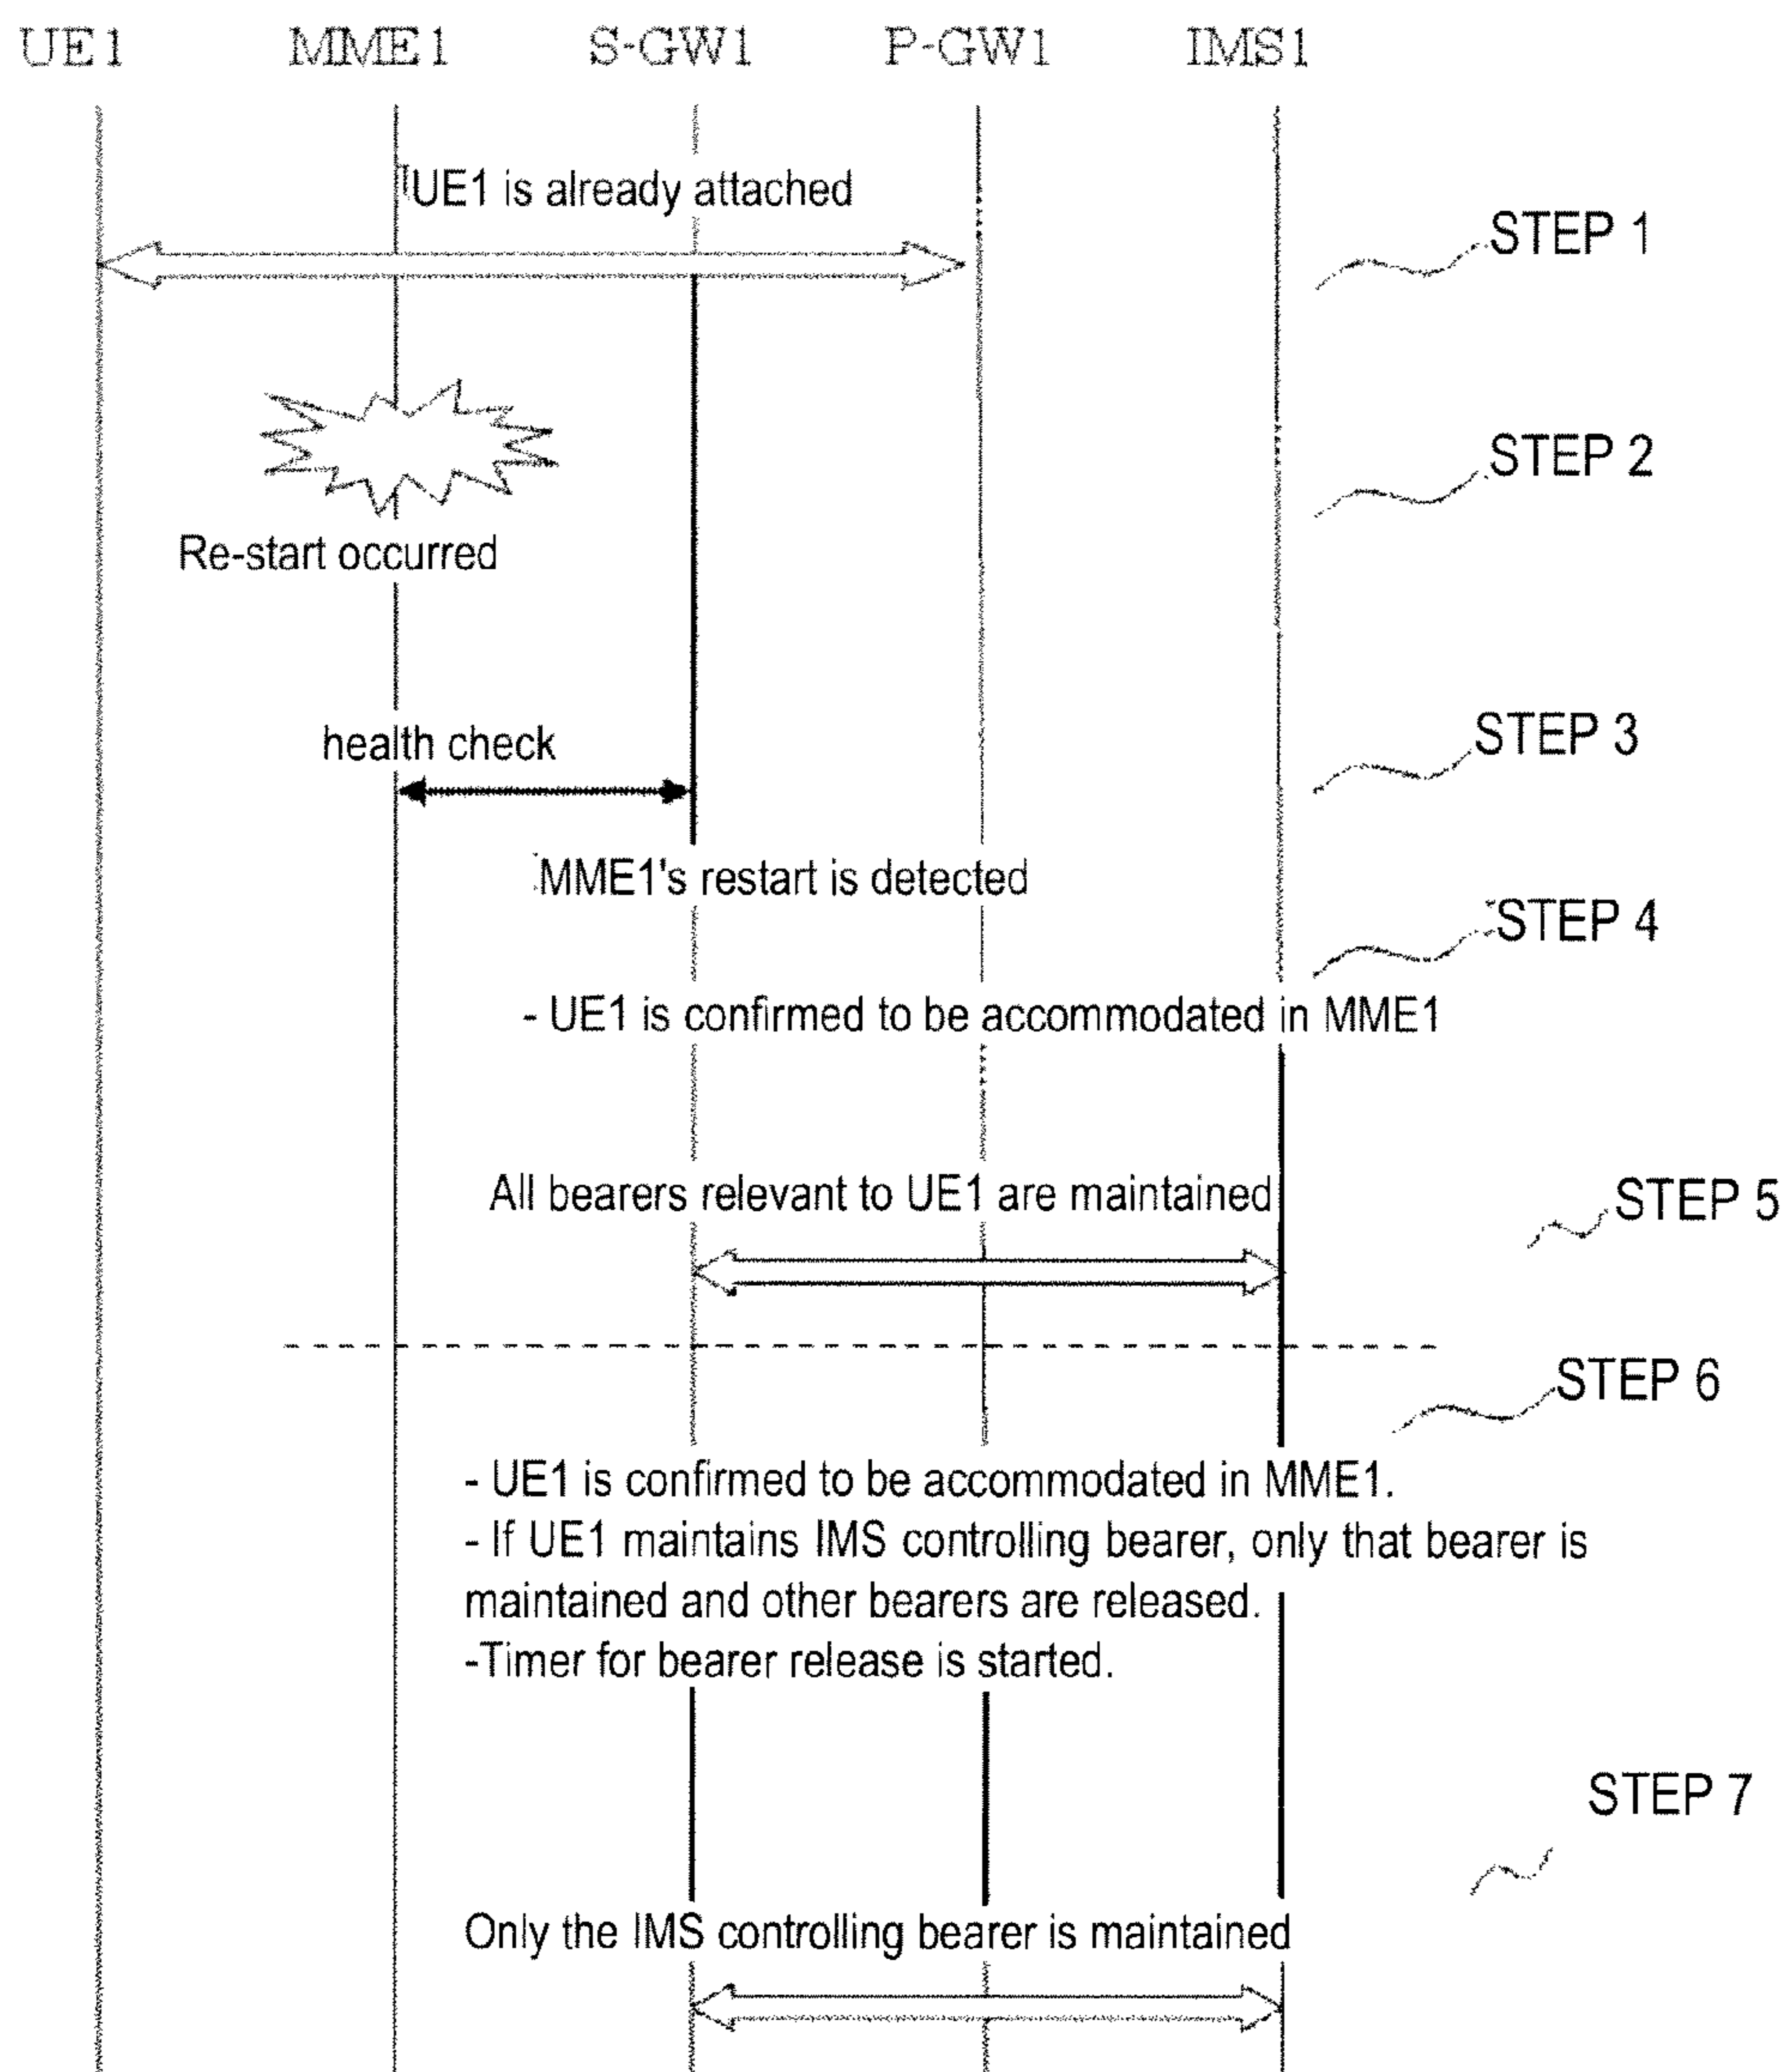 UE1 MME1 S-GW1 P-GW1 IMS1
UE1 is already attached
STEP 1
STEP 2
Re-start occurred
STEP 3
health check
MME1's restart is detected
STEP 4
- UE1 is confirmed to be accommodated in MME1
All bearers relevant to UE1 are maintained
STEP 5
STEP 6
- UE1 is confirmed to be accommodated in MME1.
- If UE1 maintains IMS controlling bearer, only that bearer is
maintained and other bearers are released.
-Timer for bearer release is started.
STEP 7
Only the IMS controlling bearer is maintained